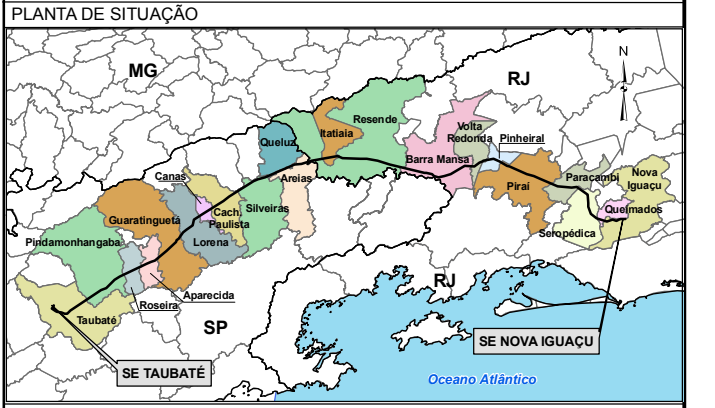 PLANTA DE SITUAÇÃO
MG
RJ
N
Resende
Itatiaia
Queluz
Volta
Redonda
Pinheiral
Barra Mansa
Areias
Canas
Paracambi
Nova
Iguaçu
Piraí
Queimados
Guaratinguetá
Cach.
Paulista
Silveiras
Seropédica
Pindamonhangaba
Lorena
RJ
Aparecida
Roseira
Taubaté
SP
SE NOVA IGUAÇU
SE TAUBATÉ
Oceano Atlântico